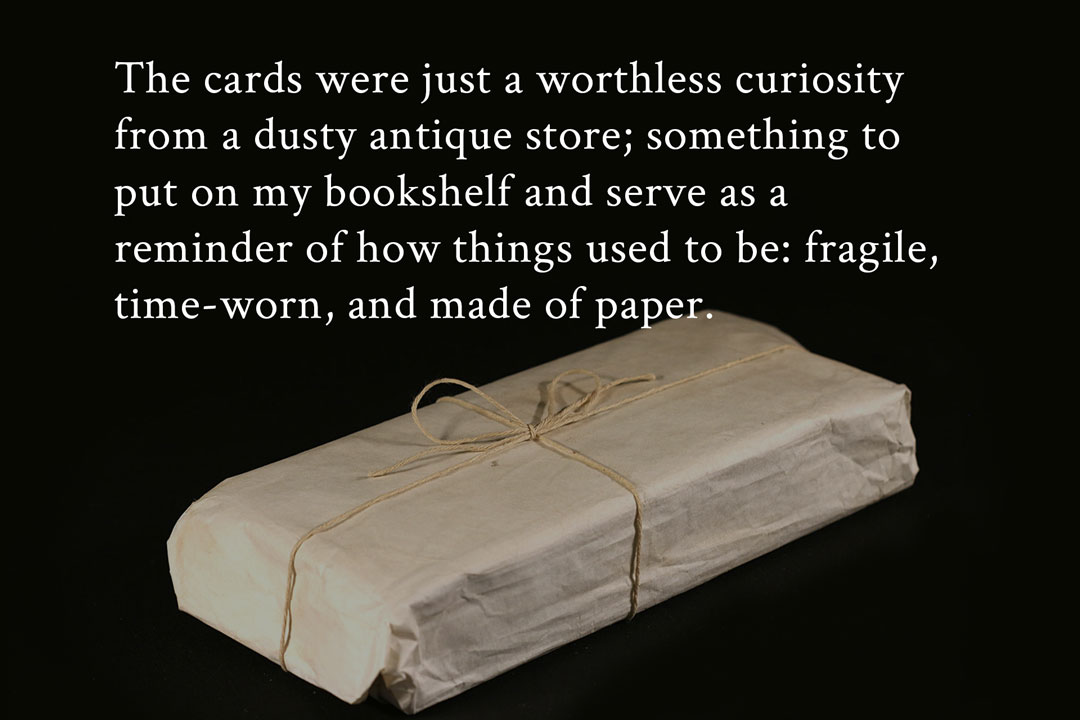 The cards were just a worthless curiosity
from a dusty antique store; something to
put on my bookshelf and serve as a
reminder of how things used to be: fragile,
time-worn, and made of paper.